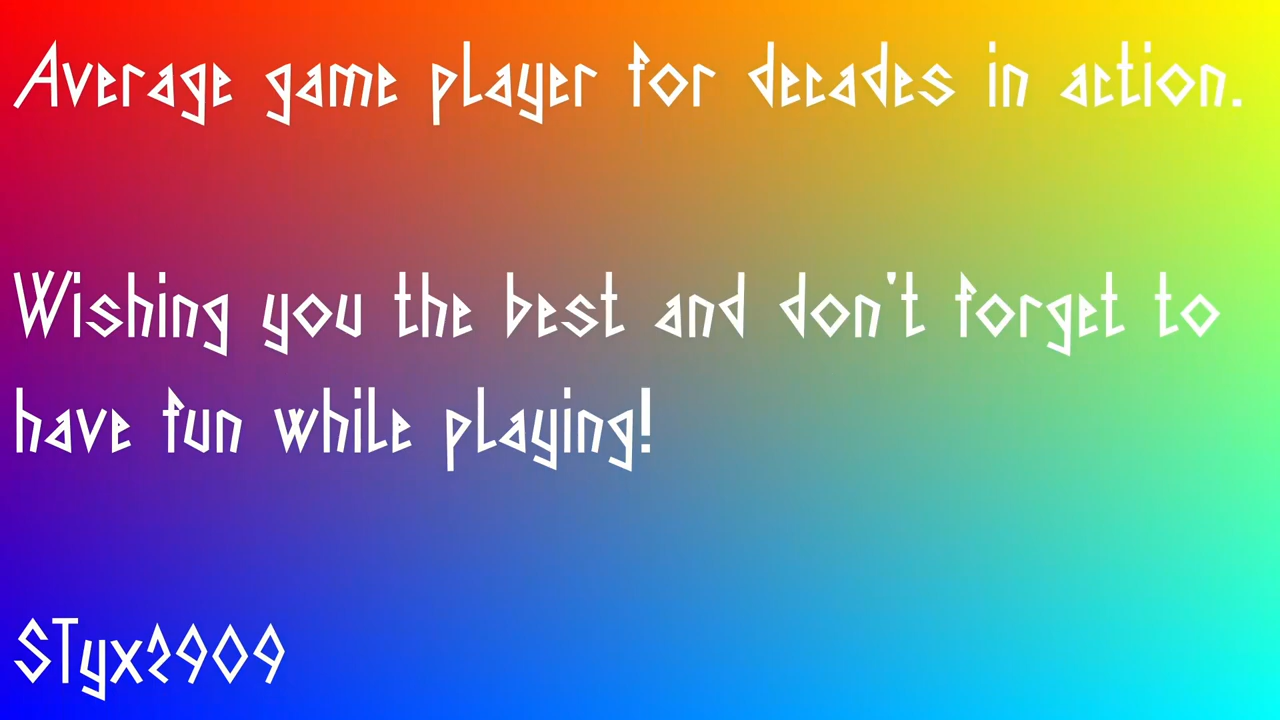 Average game player for decades in action.
Wishing you the best and don't forget to
have fun while playing!
STyx2909